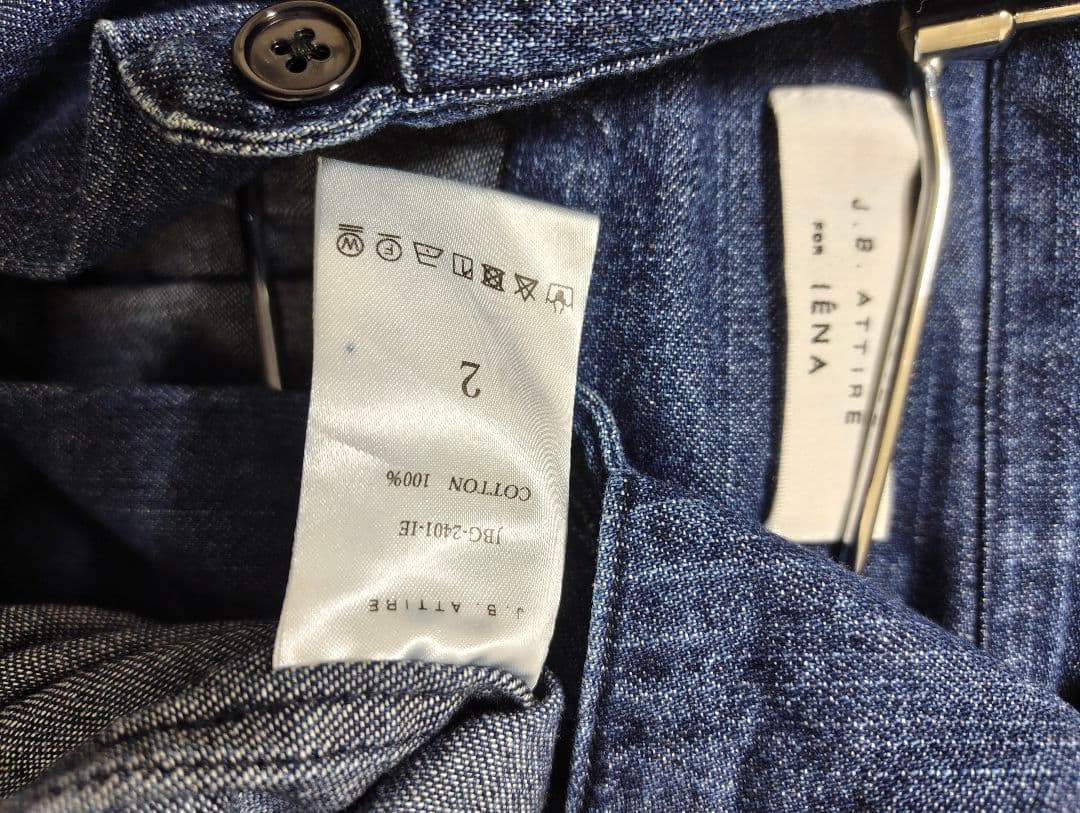 J.B. ATTIRE
JBG-2401-IE
COTTON 100%
2
W
F
J.B. ATTIRE
FOR IÉNA